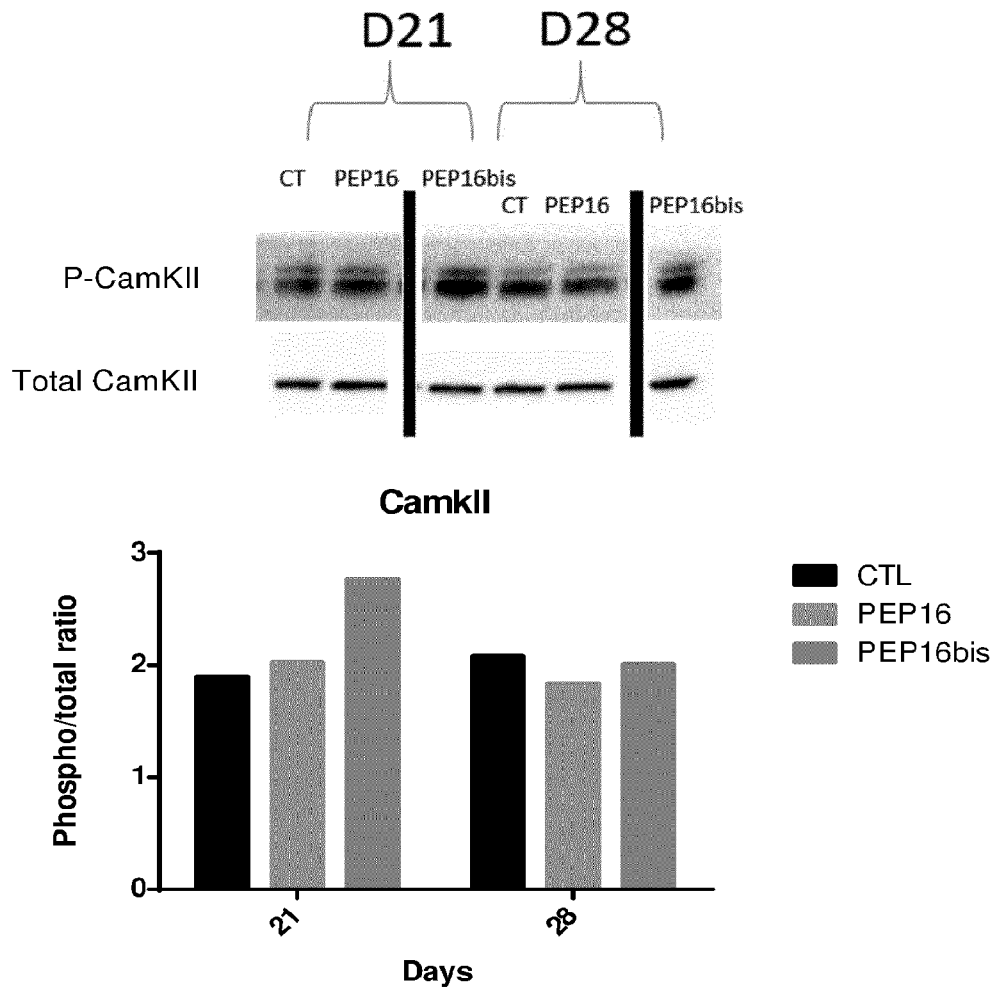 D21 D28
CT PEP16 PEP16bis
CT PEP16 PEP16bis
P-CamKII
Total CamKII
CamkII
3
2
1
0
Phospho/total ratio
21 28
Days
CTL
PEP16
PEP16bis